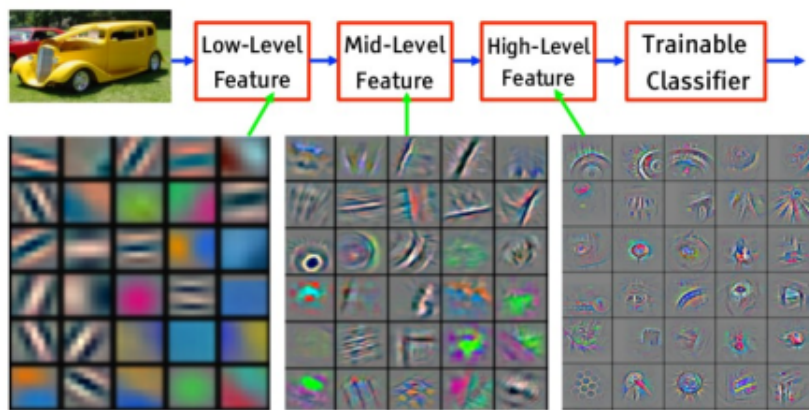 Low-Level
Feature
Mid-Level
Feature
High-Level
Feature
Trainable
Classifier